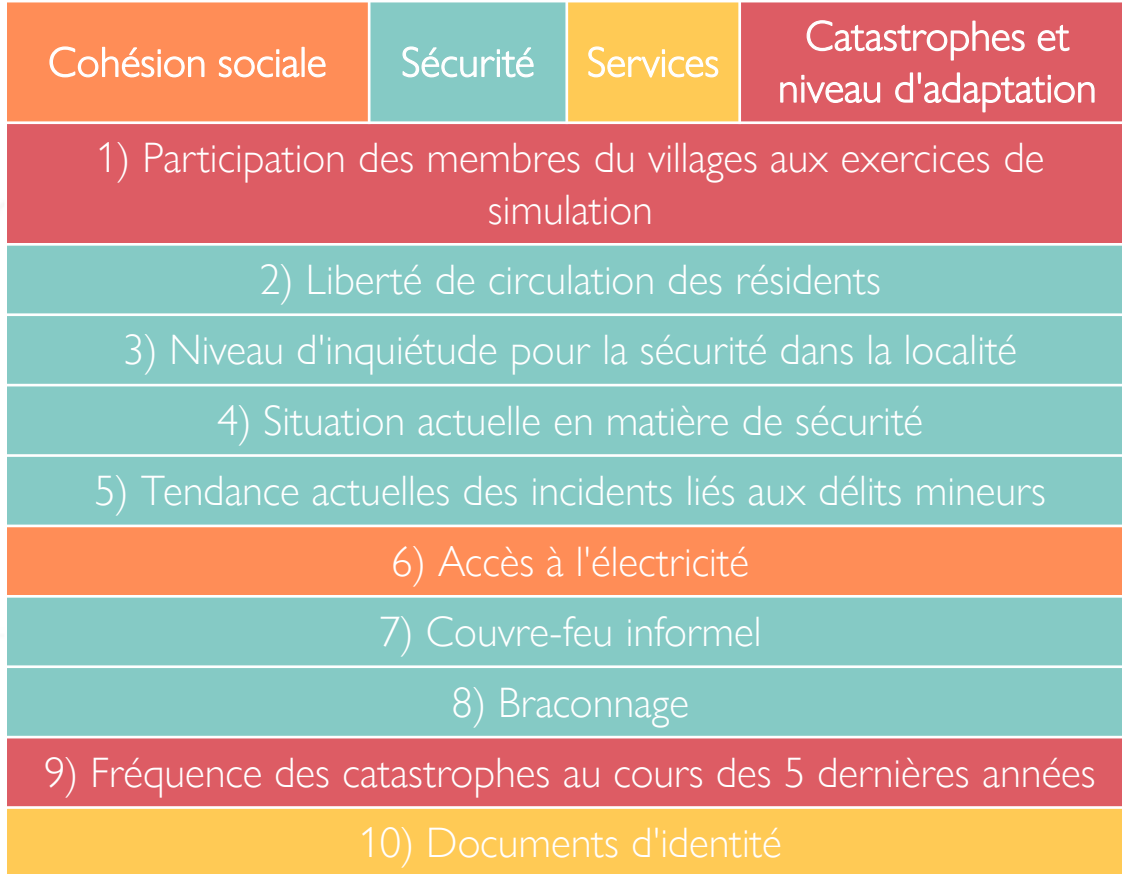 Cohésion sociale
Sécurité
Services
Catastrophes et
niveau d'adaptation
1) Participation des membres du villages aux exercices de
simulation
2) Liberté de circulation des résidents
3) Niveau d'inquiétude pour la sécurité dans la localité
4) Situation actuelle en matière de sécurité
5) Tendance actuelles des incidents liés aux délits mineurs
6) Accès à l'électricité
7) Couvre-feu informel
8) Braconnage
9) Fréquence des catastrophes au cours des 5 dernières années
10) Documents d'identité